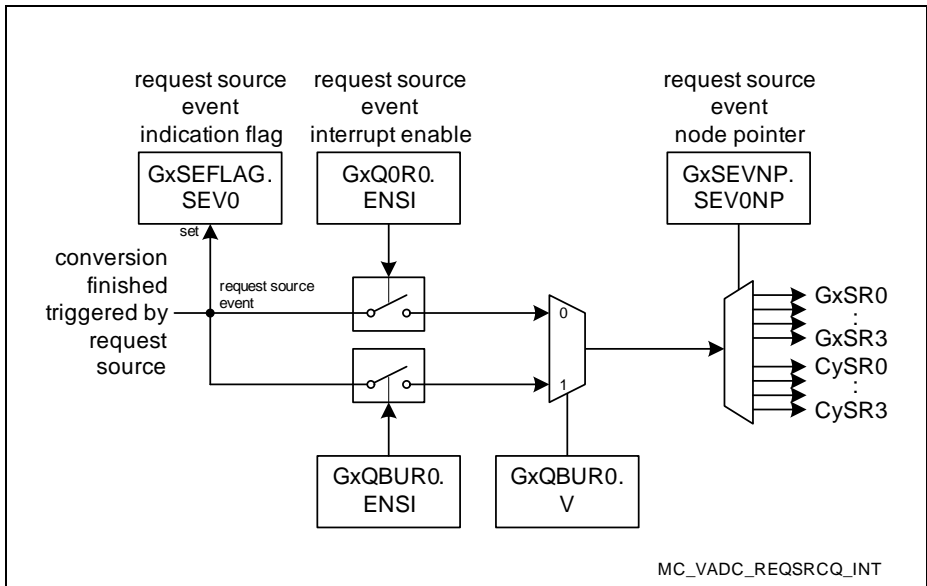 request source
event
indication flag
request source
event
interrupt enable
request source
event
node pointer
GxSEFLAG.
SEV0
GxQ0R0.
ENSI
GxSEVNP.
SEV0NP
set
conversion
finished
triggered by
request
source
request source
event
0
1
GxSR0
:
GxSR3
CySR0
:
CySR3
GxQBUR0.
ENSI
GxQBUR0.
V
MC_VADC_REQSRCQ_INT